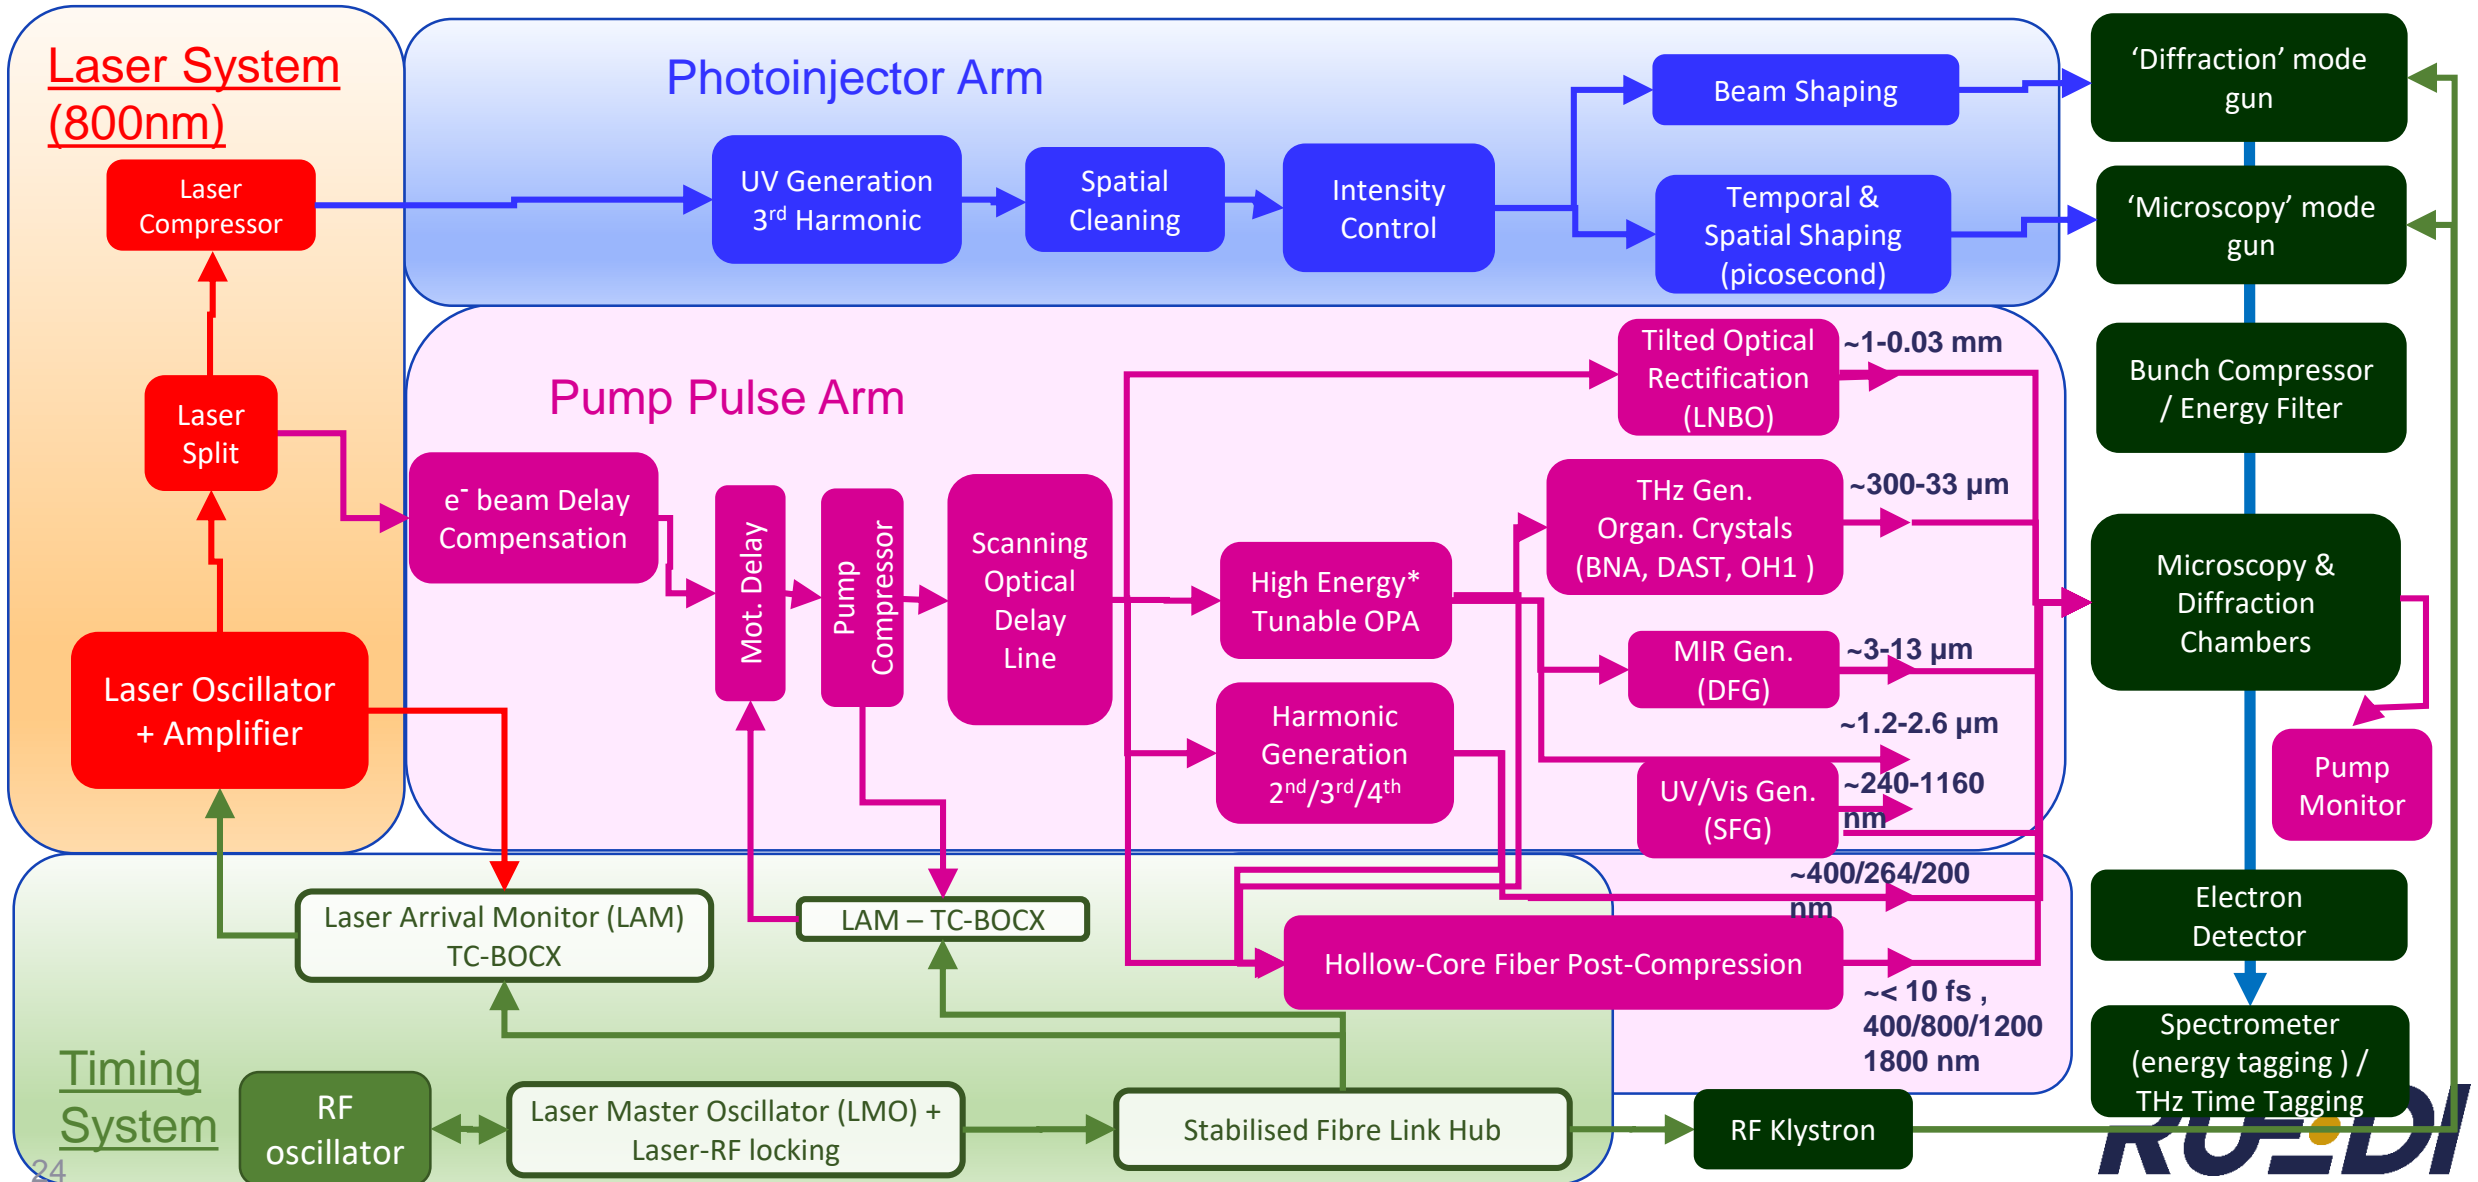 Laser System
(800nm)
Laser
Compressor
Laser
Split
Laser Oscillator
+ Amplifier
Photoinjector Arm
UV Generation
3rd Harmonic
Spatial
Cleaning
Intensity
Control
Beam Shaping
Temporal &
Spatial Shaping
(picosecond)
Pump Pulse Arm
e- beam Delay
Compensation
Mot. Delay
Pump
Compressor
Scanning
Optical
Delay
Line
High Energy*
Tunable OPA
Harmonic
Generation
2nd/3rd/4th
Tilted Optical
Rectification
(LNBO)
~1-0.03 mm
THz Gen.
Organ. Crystals
(BNA, DAST, OH1 )
~300-33 µm
MIR Gen.
(DFG)
~3-13 µm
~1.2-2.6 µm
UV/Vis Gen.
(SFG)
~240-1160
nm
~400/264/200
nm
Hollow-Core Fiber Post-Compression
~< 10 fs ,
400/800/1200
1800 nm
‘Diffraction’ mode
gun
‘Microscopy’ mode
gun
Bunch Compressor
/ Energy Filter
Microscopy &
Diffraction
Chambers
Pump
Monitor
Electron
Detector
Spectrometer
(energy tagging ) /
THz Time Tagging
Timing
System
Laser Arrival Monitor (LAM)
TC-BOCX
LAM – TC-BOCX
RF
oscillator
Laser Master Oscillator (LMO) +
Laser-RF locking
Stabilised Fibre Link Hub
RF Klystron
RUEDI
24